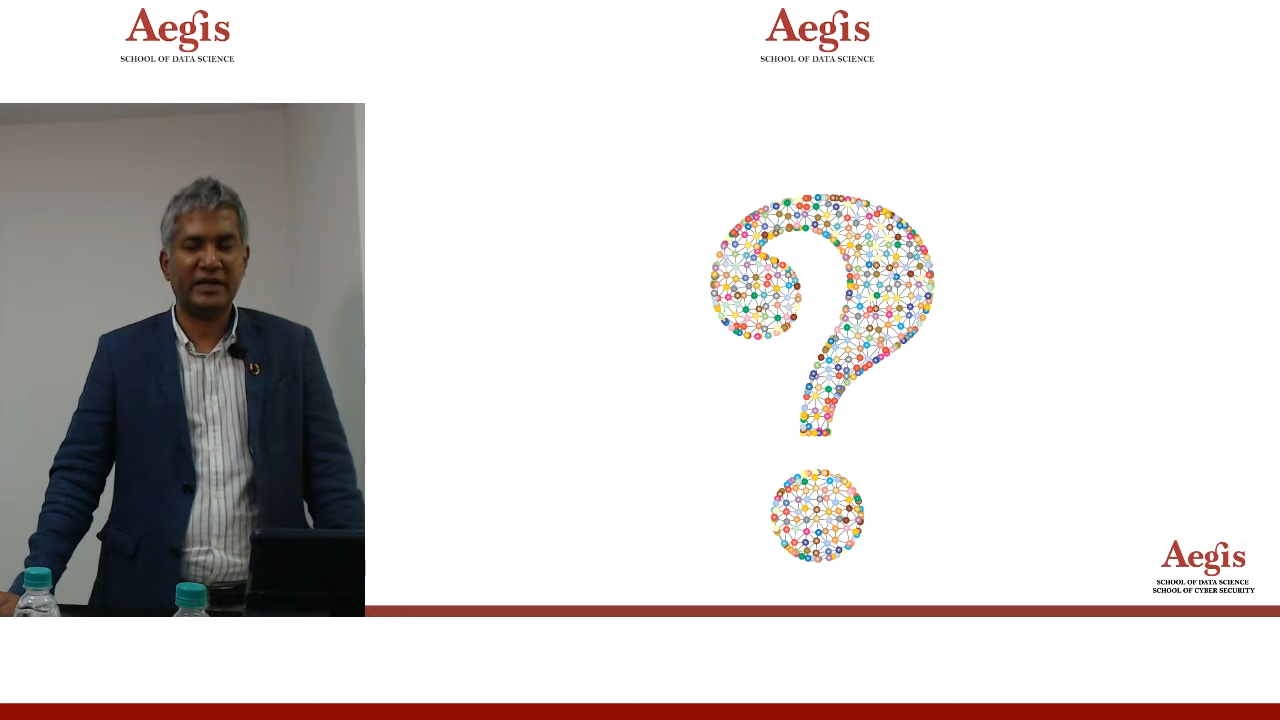 Aegis
SCHOOL OF DATA SCIENCE
Aegis
SCHOOL OF DATA SCIENCE
Aegis
SCHOOL OF DATA SCIENCE
SCHOOL OF CYBER SECURITY